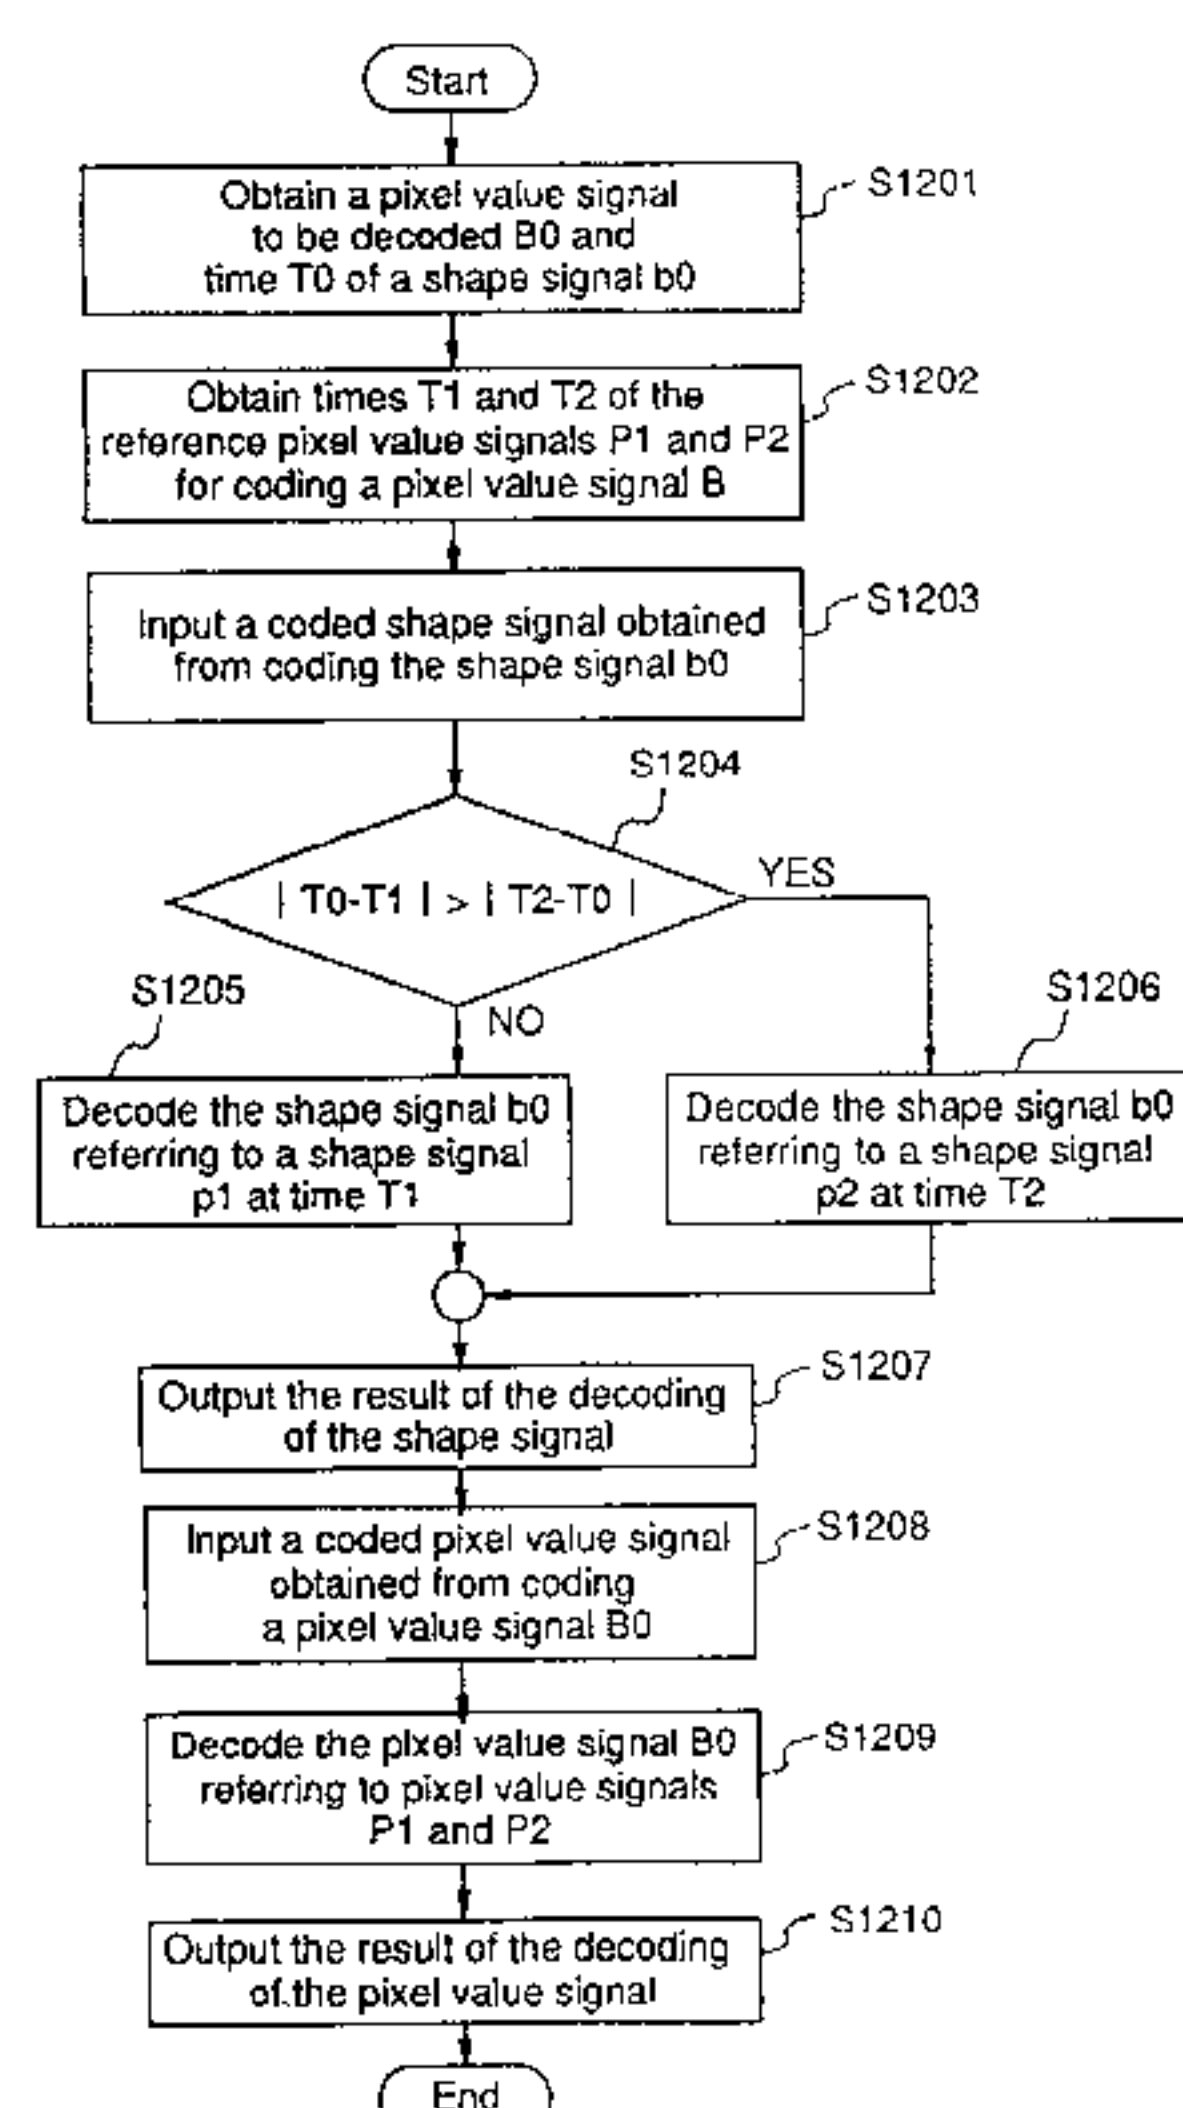 Start
Obtain a pixel value signal
to be decoded B0 and
time T0 of a shape signal b0
S1201
Obtain times T1 and T2 of the
reference pixel value signals P1 and P2
for coding a pixel value signal B
S1202
Input a coded shape signal obtained
from coding the shape signal b0
S1203
S1204
| T0-T1 | > | T2-T0 |
YES
NO
S1205
Decode the shape signal b0
referring to a shape signal
p1 at time T1
S1206
Decode the shape signal b0
referring to a shape signal
p2 at time T2
Output the result of the decoding
of the shape signal
S1207
Input a coded pixel value signal
obtained from coding
a pixel value signal B0
S1208
Decode the pixel value signal B0
referring to pixel value signals
P1 and P2
S1209
Output the result of the decoding
of the pixel value signal
S1210
End